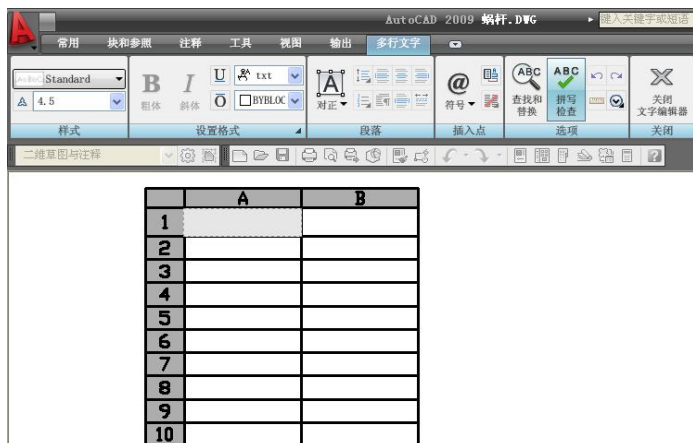 AutoCAD 2009 蜗杆.DWG
键入关键字或短语
常用 块和参照 注释 工具 视图 输出 多行文字
Standard
B I U txt
A ABC ABC
4.5
粗体 斜体 O BYBLOC
对正
@
符号
查找和替换
拼写检查
关闭文字编辑器
样式 设置格式 段落 插入点 选项 关闭
二维草图与注释
A B
1
2
3
4
5
6
7
8
9
10